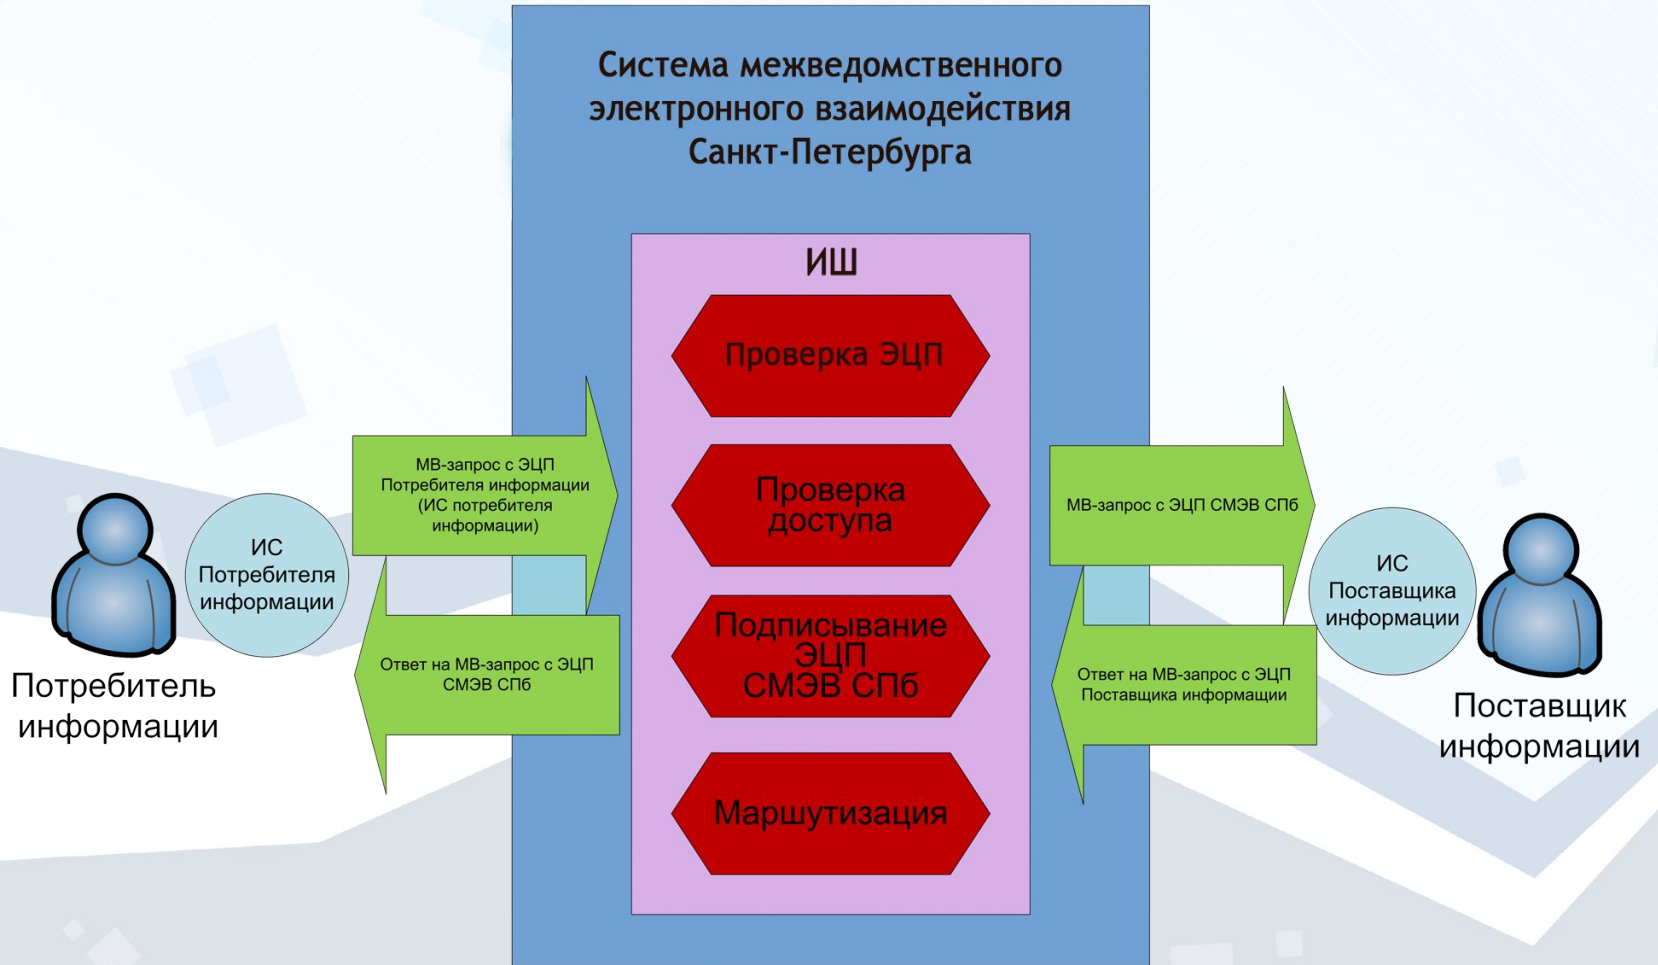 Система межведомственного
электронного взаимодействия
Санкт-Петербурга
ИШ
Проверка ЭЦП
Проверка
доступа
Подписывание
ЭЦП
СМЭВ СПб
Маршутизация
МВ-запрос с ЭЦП
Потребителя информации
(ИС потребителя
информации)
Ответ на МВ-запрос с ЭЦП
СМЭВ СПб
ИС
Потребителя
информации
Потребитель
информации
МВ-запрос с ЭЦП СМЭВ СПб
Ответ на МВ-запрос с ЭЦП
Поставщика информации
ИС
Поставщика
информации
Поставщик
информации